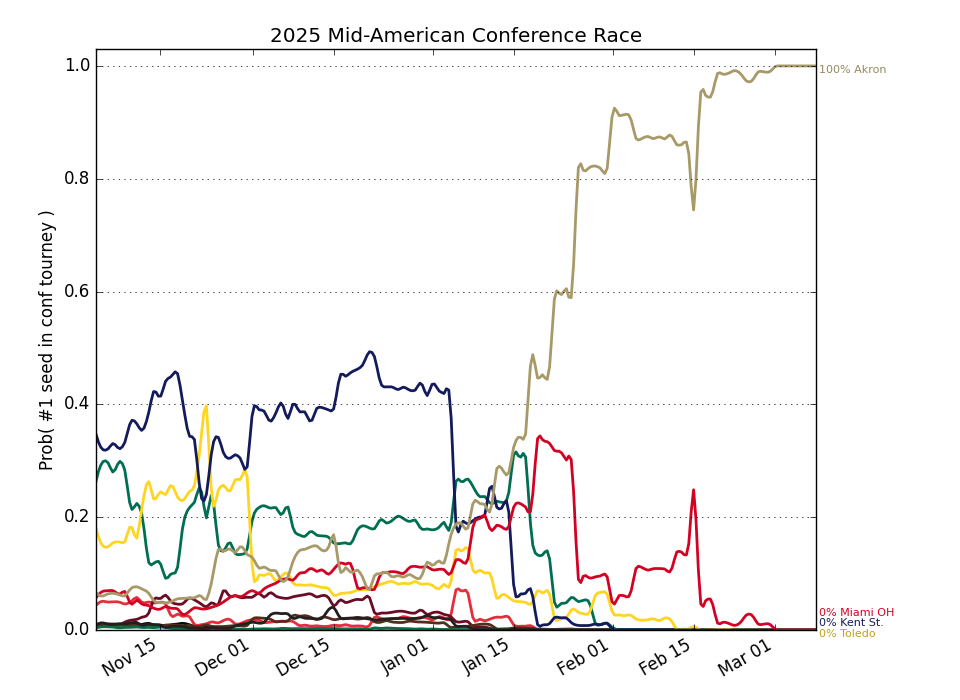 2025 Mid-American Conference Race
Prob( #1 seed in conf tourney )
1.0
0.8
0.6
0.4
0.2
0.0
Nov 15
Dec 01
Dec 15
Jan 01
Jan 15
Feb 01
Feb 15
Mar 01
100% Akron
0% Miami OH
0% Kent St.
0% Toledo